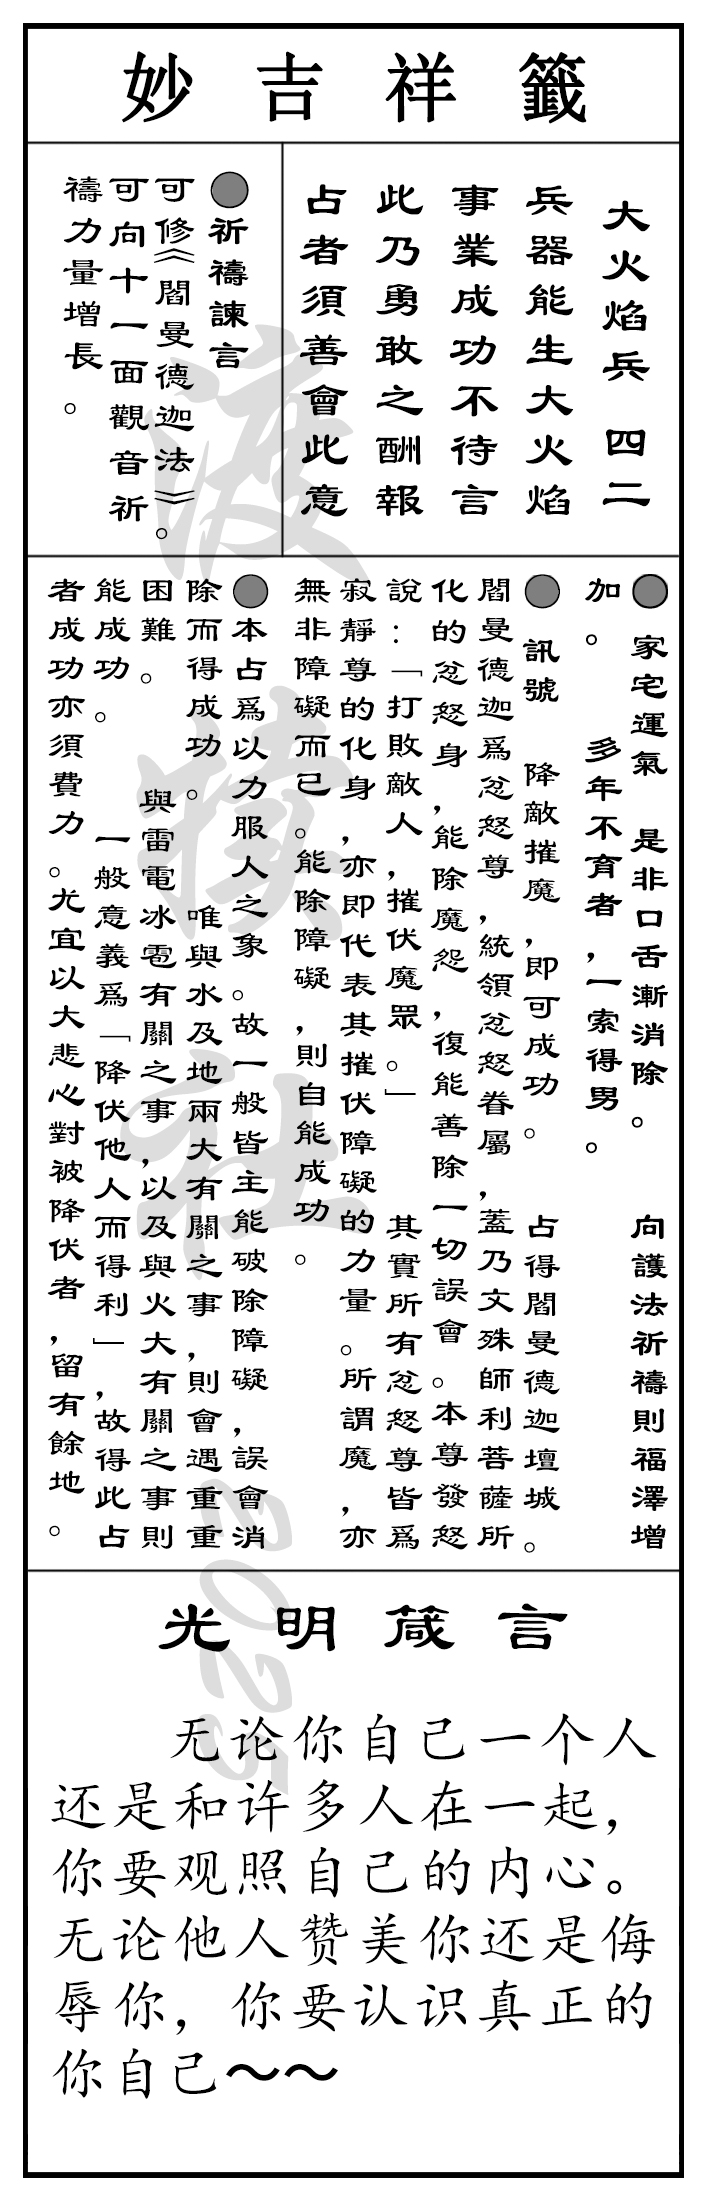 妙吉祥籤
大火焰兵 四二
兵器能生大火焰
事業成功不待言
此乃勇敢之酬報
占者須善會此意
●祈禱諫言
可修《閻曼德迦法》。
可向十一面觀音祈
禱力量增長。
● 家宅運氣 是非口舌漸消除。 向護法祈禱則福澤增
加。 多年不育者，一索得男。
● 訊號 降敵摧魔，即可成功。 占得閻曼德迦壇城。
閻曼德迦爲忿怒尊，統領忿怒眷屬，蓋乃文殊師利菩薩所
化的忿怒身，能除魔怨，復能善除一切誤會。本尊發怒
說：「打敗敵人，摧伏魔眾。」 其實所有忿怒尊皆爲
寂靜尊的化身，亦即代表其摧伏障礙的力量。所謂魔，亦
無非障礙而已。能除障礙，則自能成功。
●本占爲以力服人之象。故一般皆主能破除障礙，誤會消
除而得成功。 唯與水及地兩大有關之事，則會遇重重
困難。 與雷電冰雹有關之事，以及與火大有關之事則
能成功。 一般意義爲「降伏他人而得利」，故得此占
者成功亦須費力。尤宜以大悲心對被降伏者，留有餘地。
渡犢社2025
光明箴言
无论你自己一个人
还是和许多人在一起，
你要观照自己的内心。
无论他人赞美你还是侮
辱你，你要认识真正的
你自己～～